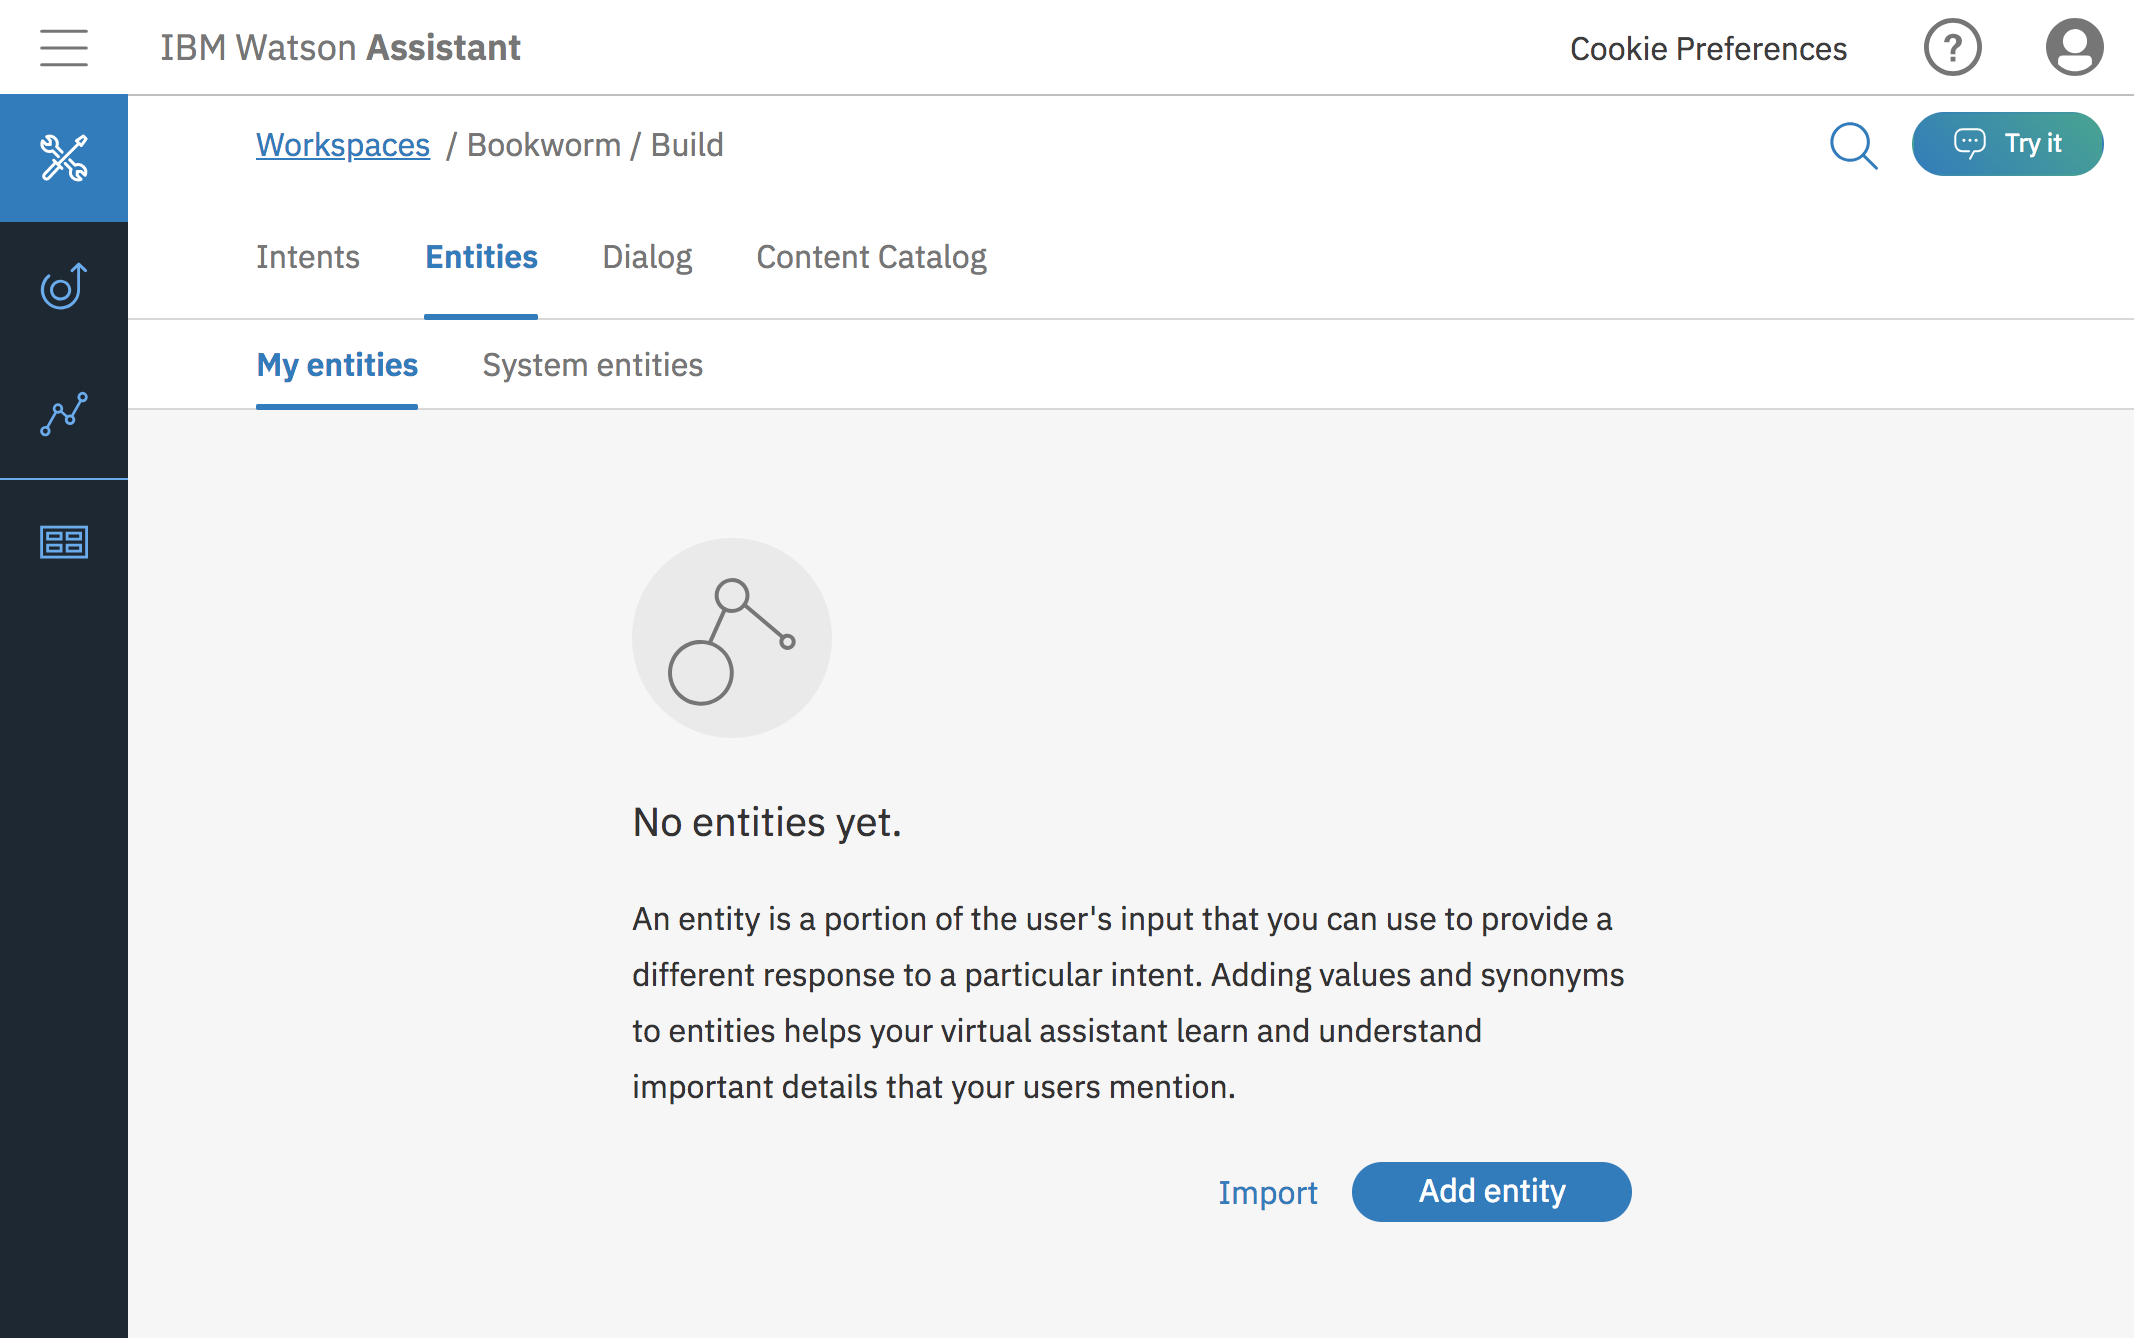 IBM Watson Assistant
Cookie Preferences
?
Workspaces / Bookworm / Build
Try it
Intents
Entities
Dialog
Content Catalog
My entities
System entities
No entities yet.
An entity is a portion of the user's input that you can use to provide a
different response to a particular intent. Adding values and synonyms
to entities helps your virtual assistant learn and understand
important details that your users mention.
Import
Add entity